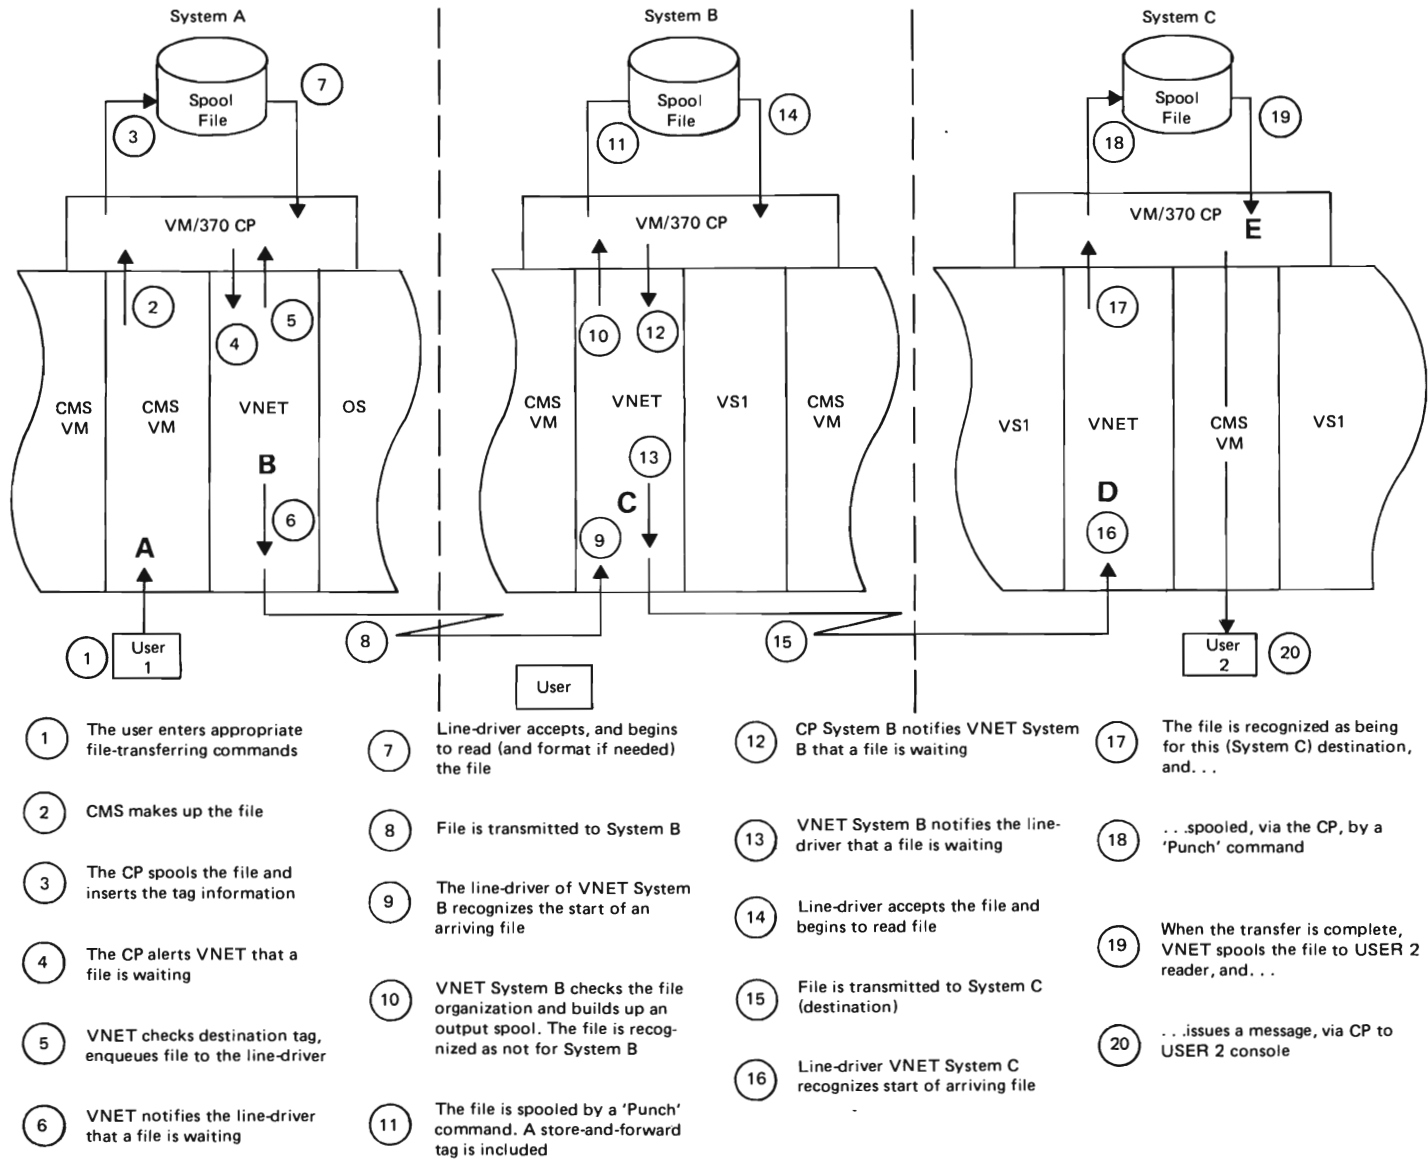 System A
System B
System C
Spool
File
7
3
Spool
File
14
11
Spool
File
19
18
VM/370 CP
VM/370 CP
VM/370 CP
E
2
4
5
10
12
17
CMS
VM
CMS
VM
VNET
OS
CMS
VM
VNET
VS1
CMS
VM
VS1
VNET
CMS
VM
VS1
B
13
6
C
9
D
16
A
1
User
1
8
15
User
2
20
User
1
The user enters appropriate
file-transferring commands
2
CMS makes up the file
3
The CP spools the file and
inserts the tag information
4
The CP alerts VNET that a
file is waiting
5
VNET checks destination tag,
enqueues file to the line-driver
6
VNET notifies the line-driver
that a file is waiting
7
Line-driver accepts, and begins
to read (and format if needed)
the file
8
File is transmitted to System B
9
The line-driver of VNET System
B recognizes the start of an
arriving file
10
VNET System B checks the file
organization and builds up an
output spool. The file is recog-
nized as not for System B
11
The file is spooled by a 'Punch'
command. A store-and-forward
tag is included
12
CP System B notifies VNET System
B that a file is waiting
13
VNET System B notifies the line-
driver that a file is waiting
14
Line-driver accepts the file and
begins to read file
15
File is transmitted to System C
(destination)
16
Line-driver VNET System C
recognizes start of arriving file
17
The file is recognized as being
for this (System C) destination,
and. . .
18
. . .spooled, via the CP, by a
'Punch' command
19
When the transfer is complete,
VNET spools the file to USER 2
reader, and. . .
20
. . .issues a message, via CP to
USER 2 console